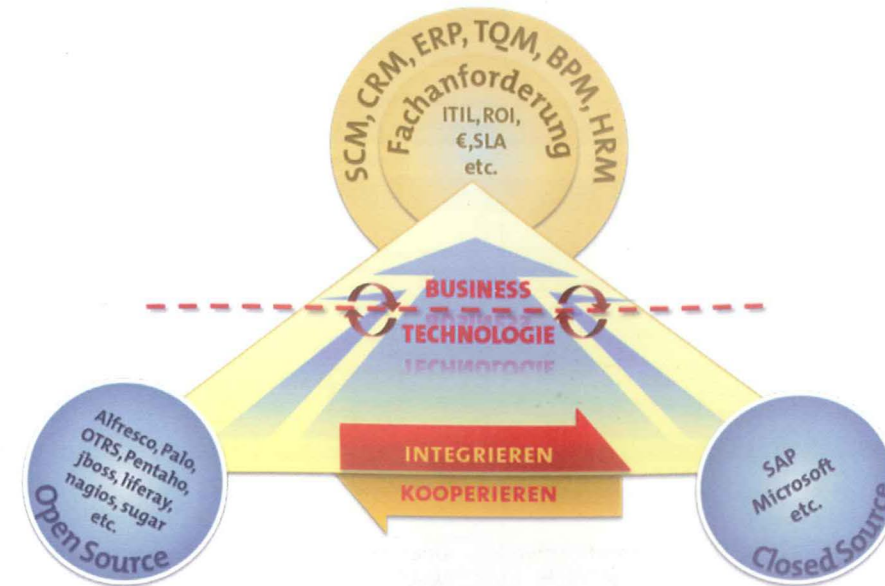 SCM, CRM, ERP, TQM, BPM, HRM
Fachanforderung
ITIL, ROI,
€,SLA
etc.
BUSINESS
TECHNOLOGIE
INTEGRIEREN
KOOPERIEREN
Alfresco, Palo,
OTRS, Pentaho,
jboss, liferay,
nagios, sugar
etc.
Open Source
SAP
Microsoft
etc.
Closed Source